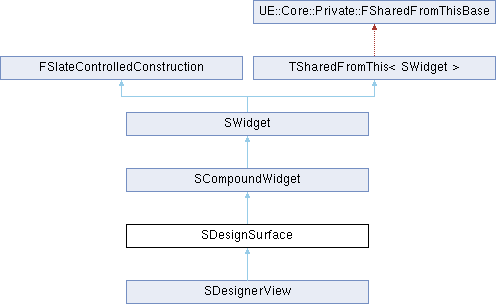 UE::Core::Private::FSharedFromThisBase
FSlateControlledConstruction
TSharedFromThis< SWidget >
SWidget
SCompoundWidget
SDesignSurface
SDesignerView